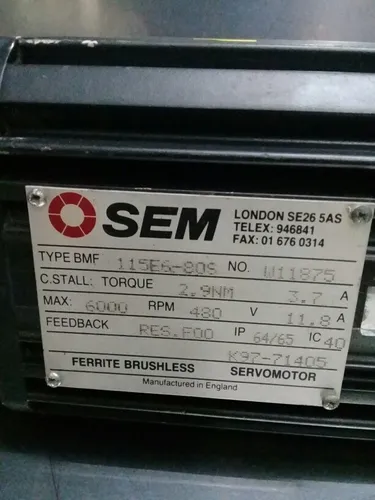 SEM
LONDON SE26 5AS
TELEX: 946841
FAX: 01 676 0314
TYPE BMF 115E6-80S NO. W11875
C.STALL: TORQUE 2.9NM 3.7 A
MAX: 6000 RPM 480 V 11.8 A
FEEDBACK RES.F00 IP 64/65 IC 40
K97-71405
FERRITE BRUSHLESS SERVOMOTOR
Manufactured in England